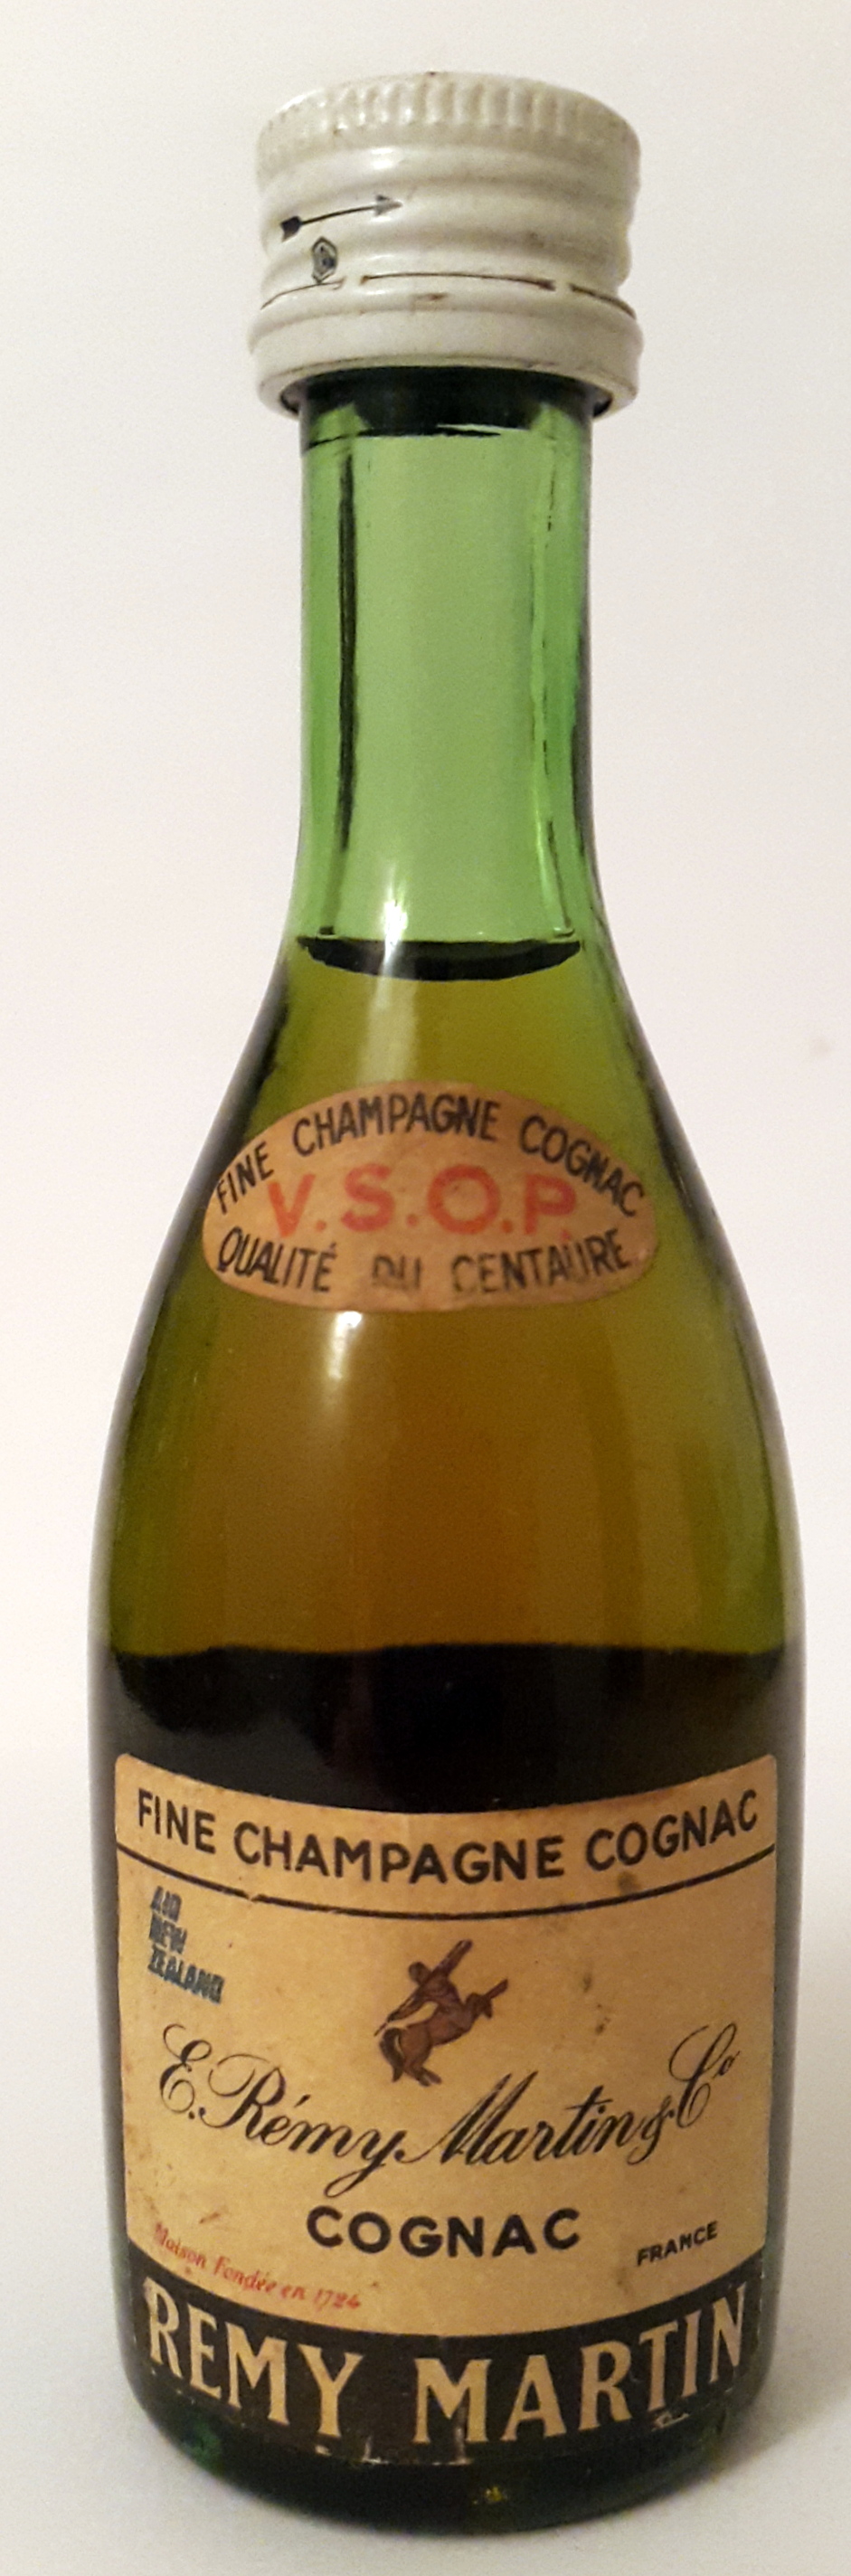 FINE CHAMPAGNE COGNAC
V.S.O.P.
QUALITÉ DU CENTAURE
FINE CHAMPAGNE COGNAC
AIR
NEW
ZEALAND
E. Rémy Martin & Co
COGNAC
FRANCE
Maison Fondée en 1724
REMY MARTIN